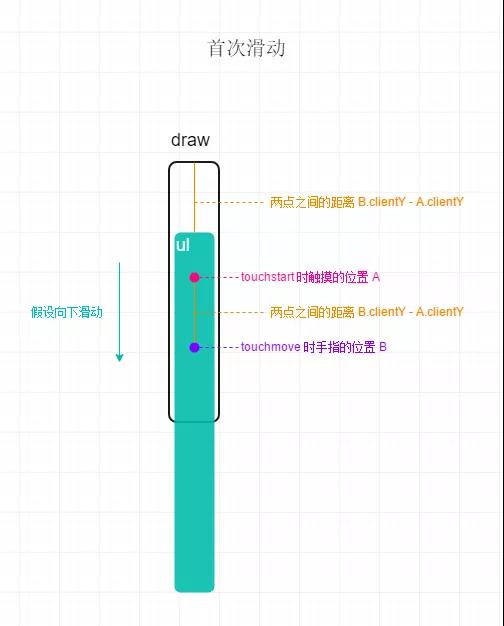 首次滑动
draw
两点之间的距离 B.clientY - A.clientY
ul
touchstart 时触摸的位置 A
假设向下滑动
两点之间的距离 B.clientY - A.clientY
touchmove 时手指的位置 B